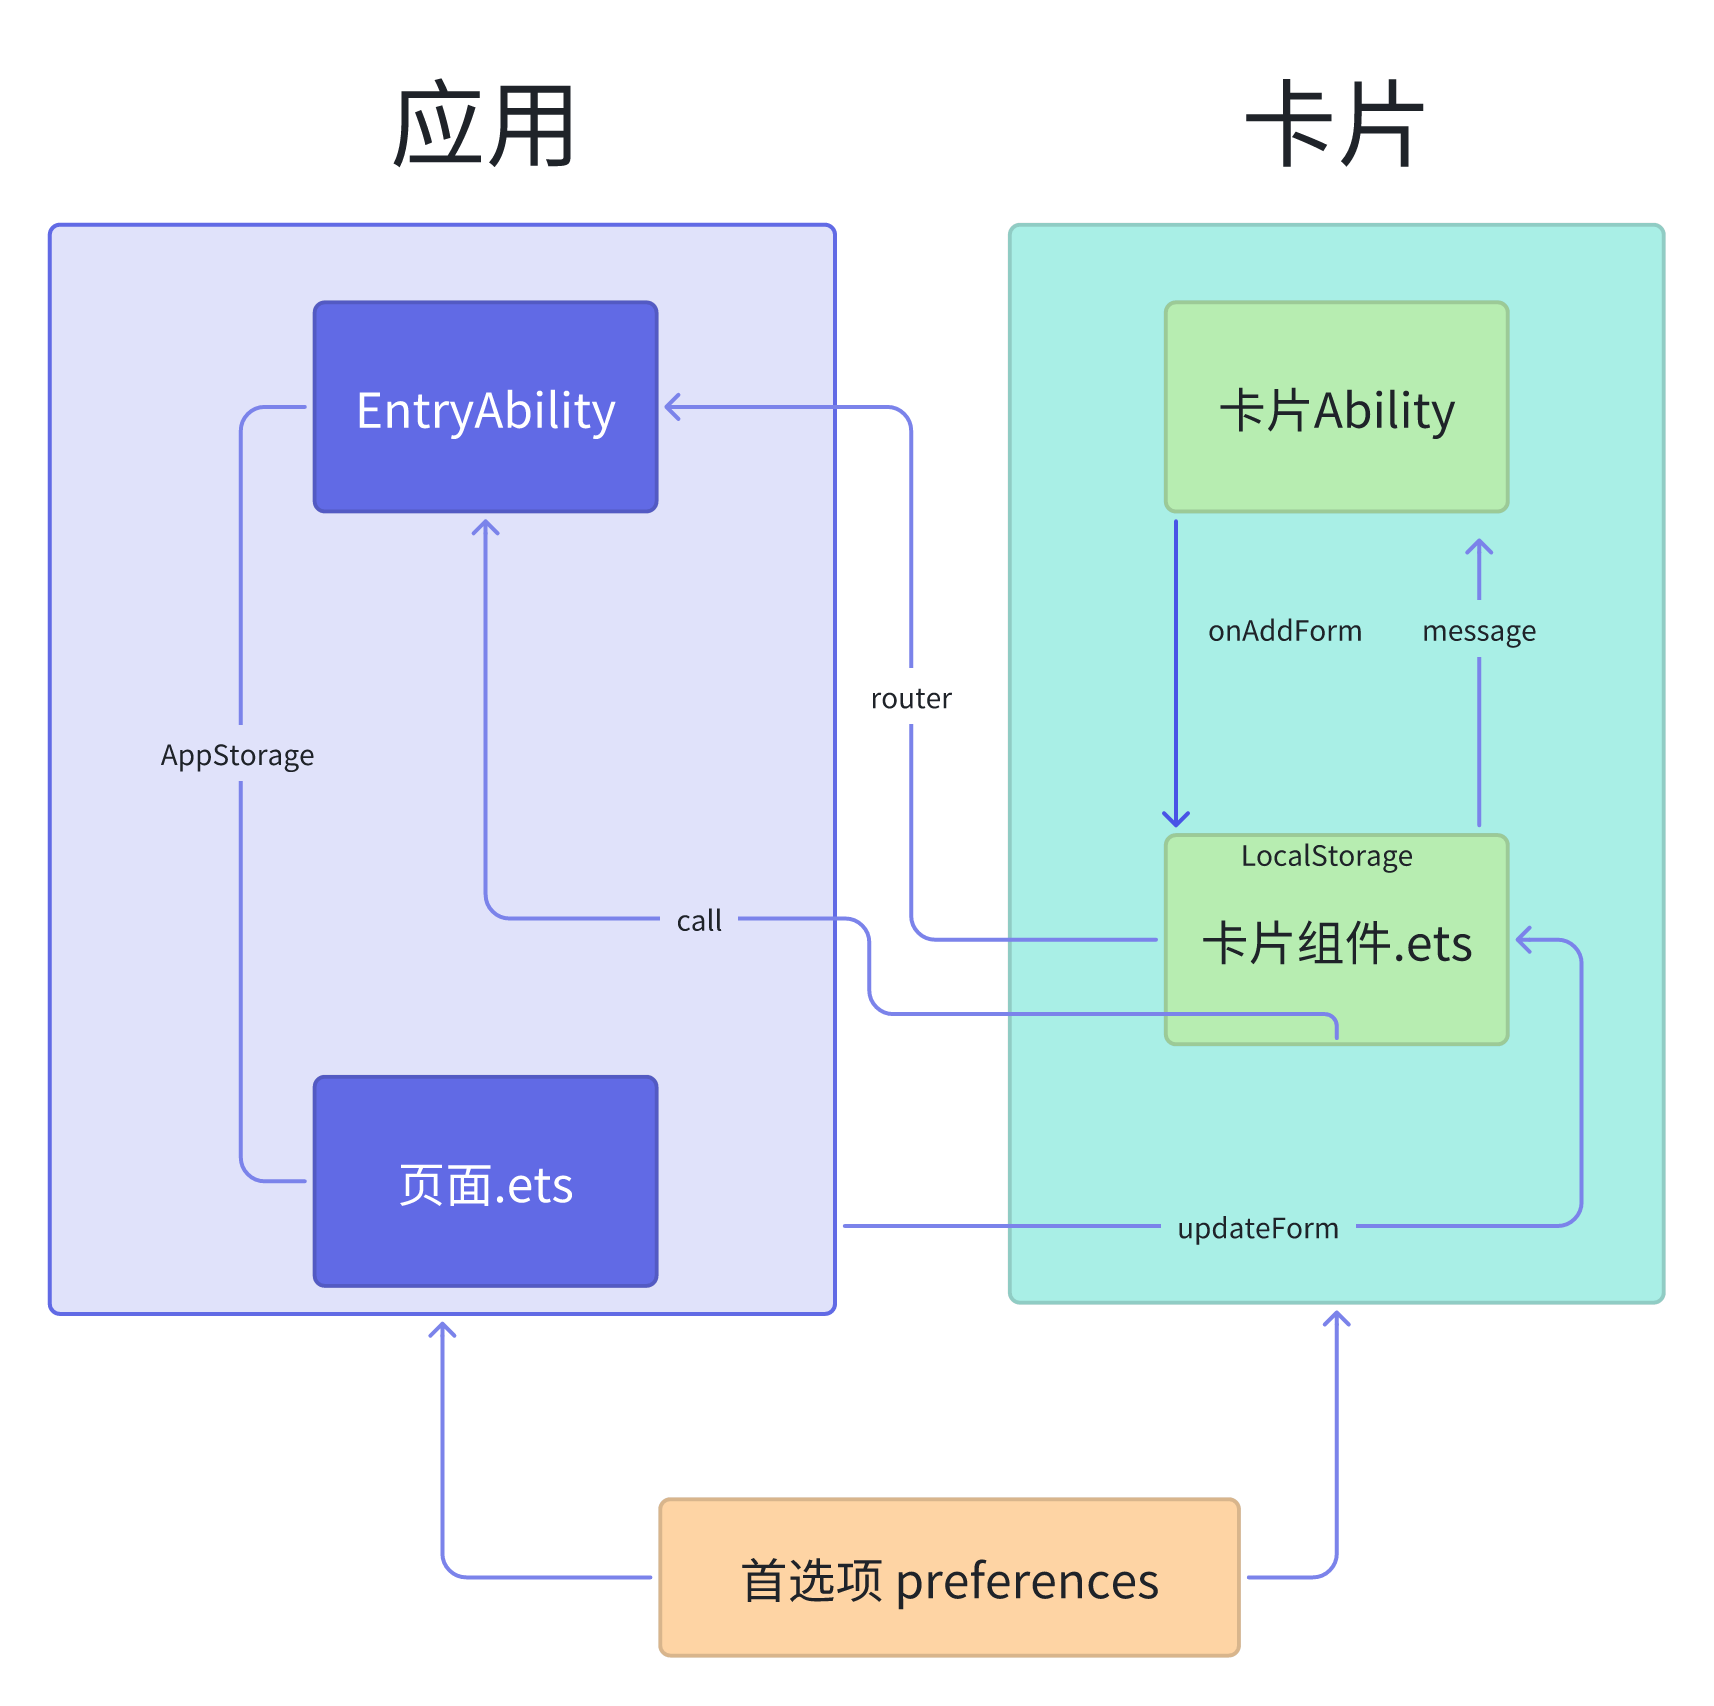 应用
卡片
EntryAbility
卡片Ability
onAddForm
message
router
AppStorage
LocalStorage
call
卡片组件.ets
页面.ets
updateForm
首选项 preferences